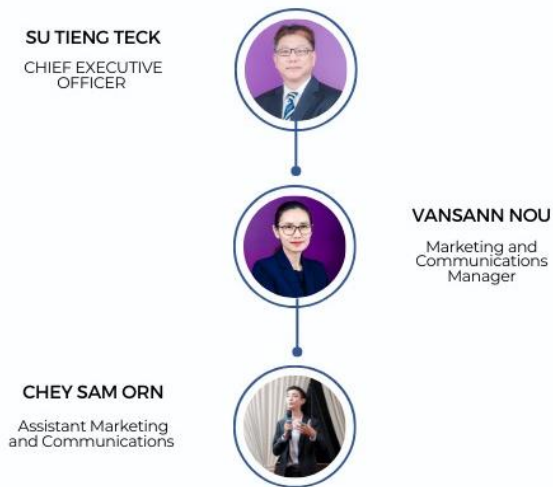 SU TIENG TECK
CHIEF EXECUTIVE
OFFICER
VANSANN NOU
Marketing and
Communications
Manager
CHEY SAM ORN
Assistant Marketing
and Communications